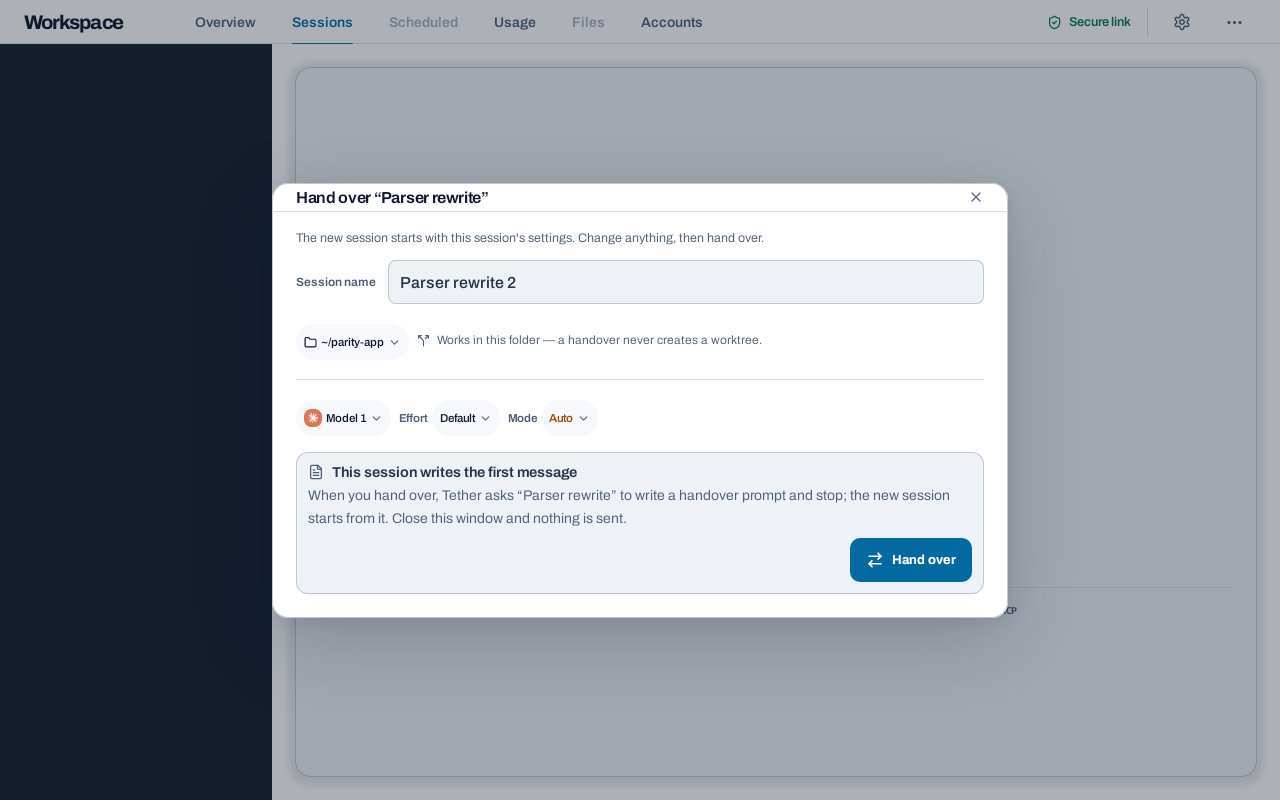 Workspace
Overview
Sessions
Scheduled
Usage
Files
Accounts
Secure link
Hand over “Parser rewrite”
The new session starts with this session's settings. Change anything, then hand over.
Session name
Parser rewrite 2
~/parity-app
Works in this folder — a handover never creates a worktree.
Model 1
Effort
Default
Mode
Auto
This session writes the first message
When you hand over, Tether asks “Parser rewrite” to write a handover prompt and stop; the new session
starts from it. Close this window and nothing is sent.
Hand over